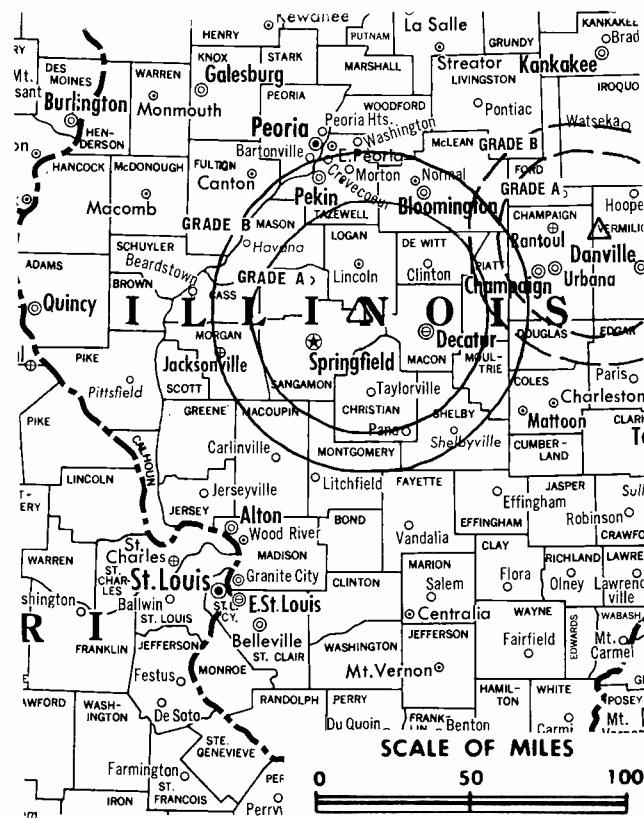 Kewanee
La Salle
KANKAKEE
Brad
HENRY
PUTNAM
GRUNDY
KNOX
STARK
Streator
Kankakee
DES
MOINES
WARREN
Galesburg
MARSHALL
LIVINGSTON
IROQUO
Mt.
Burlington
Monmouth
PEORIA
WOODFORD
Pontiac
Watseka
Peoria
Peoria Hts.
Washington
HEN-
DERSON
McLEAN
GRADE B
HANCOCK
McDONOUGH
FULTON
Bartonville
E. Peoria
Canton
Crevecoeur
Morton
Normal
FORD
GRADE A
Macomb
Pekin
Bloomington
Hoope
GRADE B
MASON
TAZEWELL
CHAMPAIGN
VERMILIO
SCHUYLER
Havana
LOGAN
DE WITT
Rantoul
Danville
ADAMS
Beardstown
GRADE A
Lincoln
Clinton
PIATT
Urbana
BROWN
CASS
Champaign
Quincy
ILLINOIS
MORGAN
DOUGLAS
EDGAR
Decatur
PIKE
Jacksonville
Springfield
MACON
MOUL-
TRIE
Paris
Pittsfield
SCOTT
SANGAMON
Taylorville
COLES
Charleston
GREENE
MACOUPIN
CHRISTIAN
SHELBY
Mattoon
PIKE
Pana
Shelbyville
CLARK
CALHOUN
Carlinville
MONTGOMERY
CUMBER-
LAND
LINCOLN
Jerseyville
Litchfield
FAYETTE
JASPER
Effingham
JERSEY
Alton
BOND
Robinson
Wood River
Vandalia
EFFINGHAM
CRAWFO
WARREN
St.
Charles
MADISON
CLAY
RICHLAND
LAWRE
ST.
CHAR-
LES
St. Louis
Granite City
CLINTON
MARION
Salem
Flora
Olney
Lawrence
ville
Ballwin
ST. L.
CY.
E. St. Louis
WAYNE
WABASH
ST. LOUIS
Centralia
EDWARDS
Mt.
Carmel
R I
Belleville
JEFFERSON
Fairfield
FRANKLIN
JEFFERSON
ST. CLAIR
WASHINGTON
MONROE
Mt. Vernon
Festus
HAMIL-
TON
WHITE
POSEY
WASH-
INGTON
RANDOLPH
PERRY
Mt.
De Soto
Du Quoin
FRANK-
LIN
Benton
Carmi
STE.
GENEVIEVE
SCALE OF MILES
Farmington
0 50 100
ST.
FRANCOIS
IRON
Perry